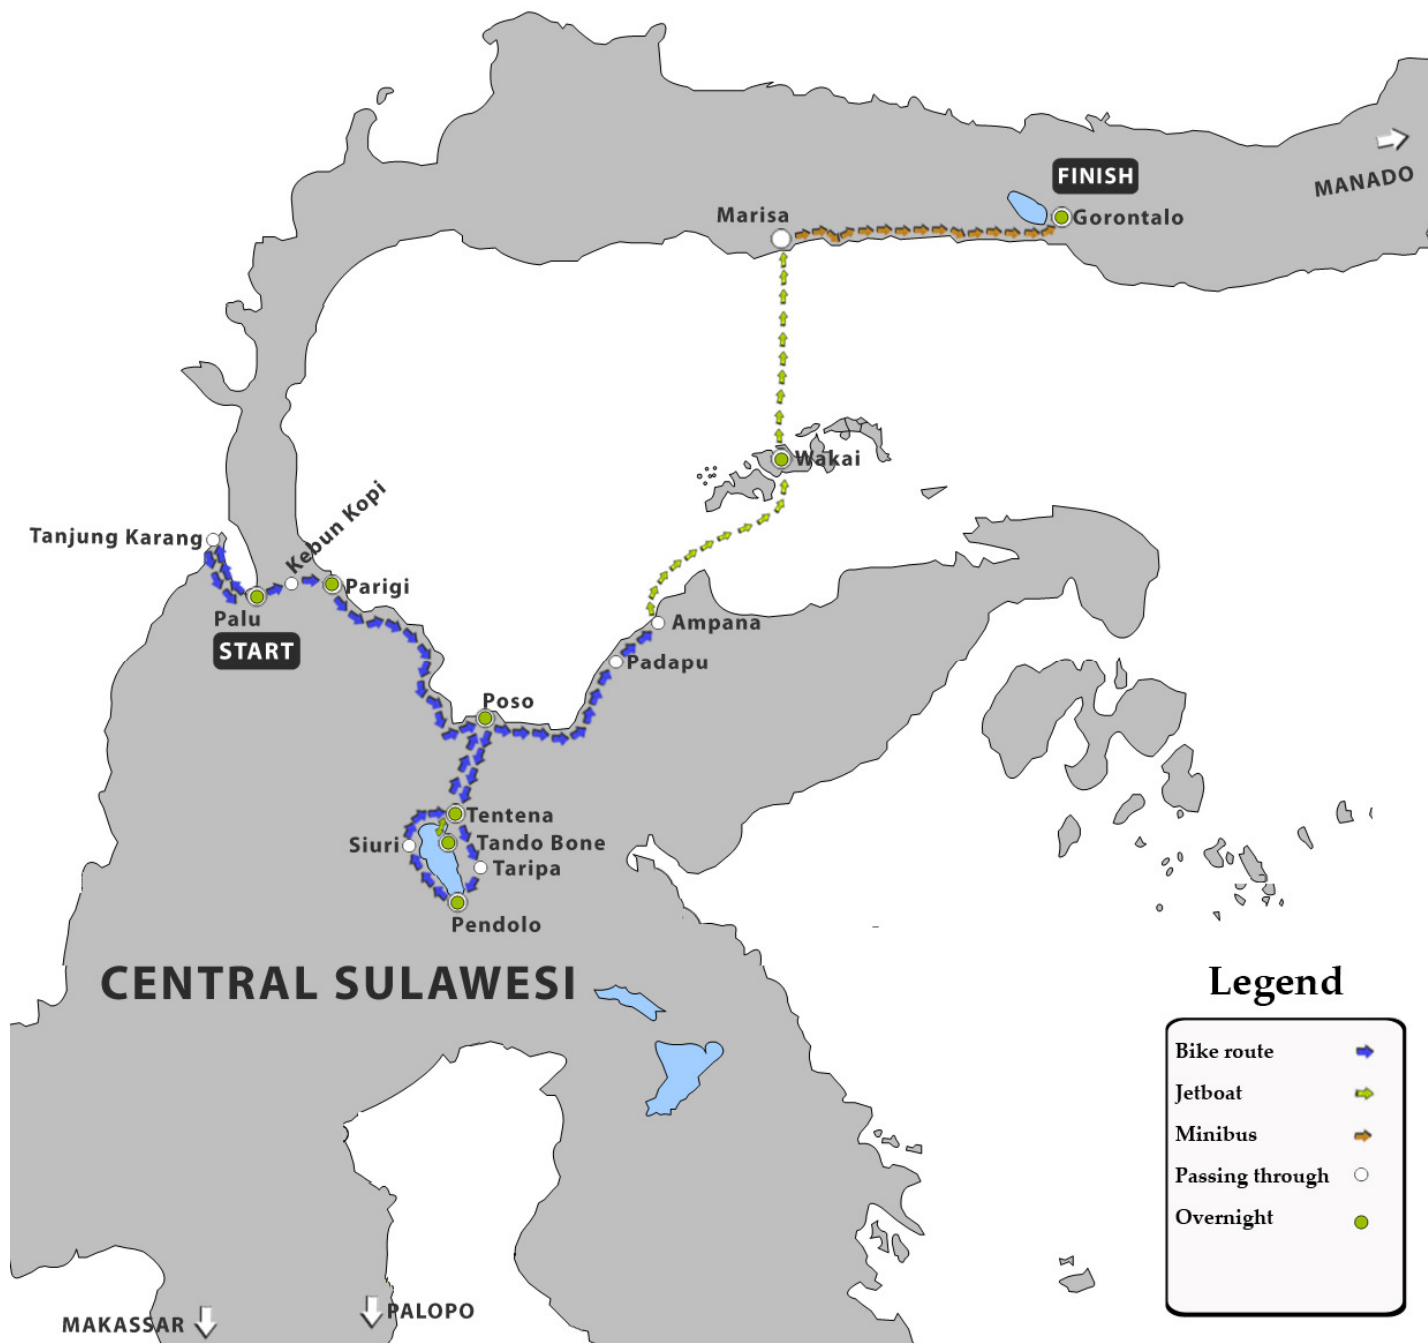 FINISH
MANADO
Marisa
Gorontalo
Wakai
Kebun Kopi
Tanjung Karang
Parigi
Palu
START
Ampana
Padapu
Poso
Tentena
Siuri
Tando Bone
Taripa
Pendolo
CENTRAL SULAWESI
Legend
Bike route
Jetboat
Minibus
Passing through
Overnight
MAKASSAR
PALOPO